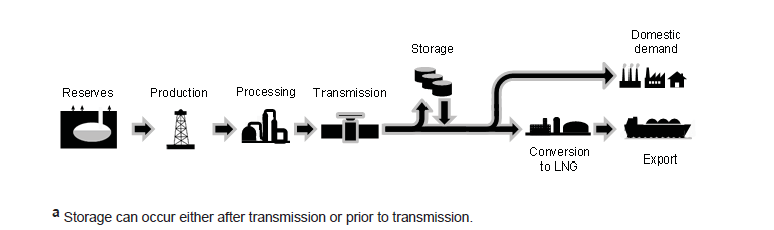 Domestic
demand
Storage
Reserves
Production
Processing
Transmission
Conversion
to LNG
Export
a Storage can occur either after transmission or prior to transmission.